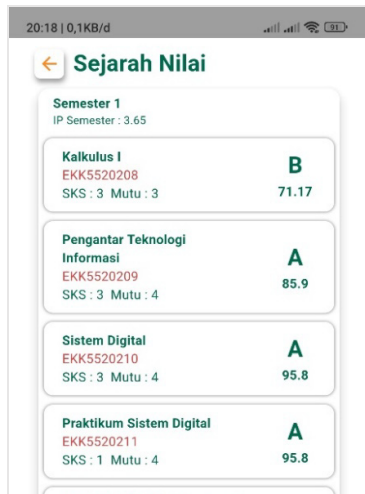 20:18 | 0,1KB/d
91
Sejarah Nilai
Semester 1
IP Semester : 3.65
Kalkulus I
EKK5520208
SKS : 3 Mutu : 3
B
71.17
Pengantar Teknologi
Informasi
EKK5520209
SKS : 3 Mutu : 4
A
85.9
Sistem Digital
EKK5520210
SKS : 3 Mutu : 4
A
95.8
Praktikum Sistem Digital
EKK5520211
SKS : 1 Mutu : 4
A
95.8